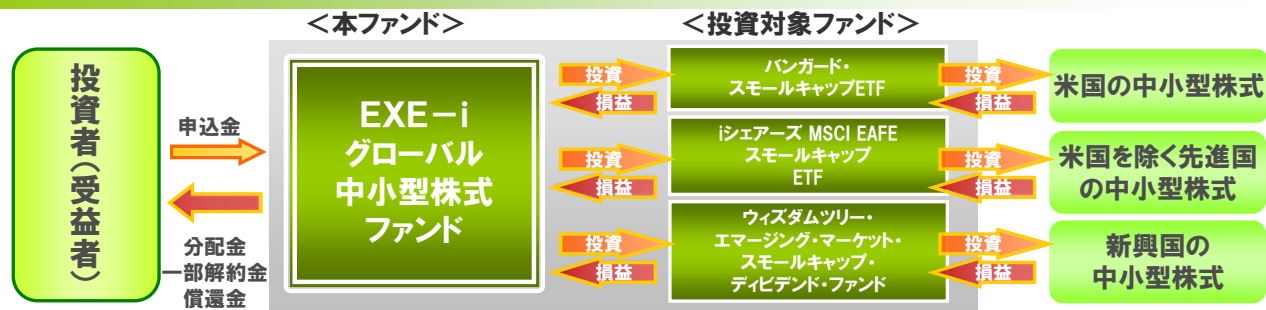 ＜本ファンド＞
＜投資対象ファンド＞
投資者（受益者）
申込金
分配金
一部解約金
償還金
EXE－i
グローバル
中小型株式
ファンド
投資
損益
バンガード・
スモールキャップETF
投資
損益
米国の中小型株式
投資
損益
iシェアーズ MSCI EAFE
スモールキャップ
ETF
投資
損益
米国を除く先進国
の中小型株式
投資
損益
ウィズダムツリー・
エマージング・マーケット・
スモールキャップ・
ディビデンド・ファンド
投資
損益
新興国の
中小型株式